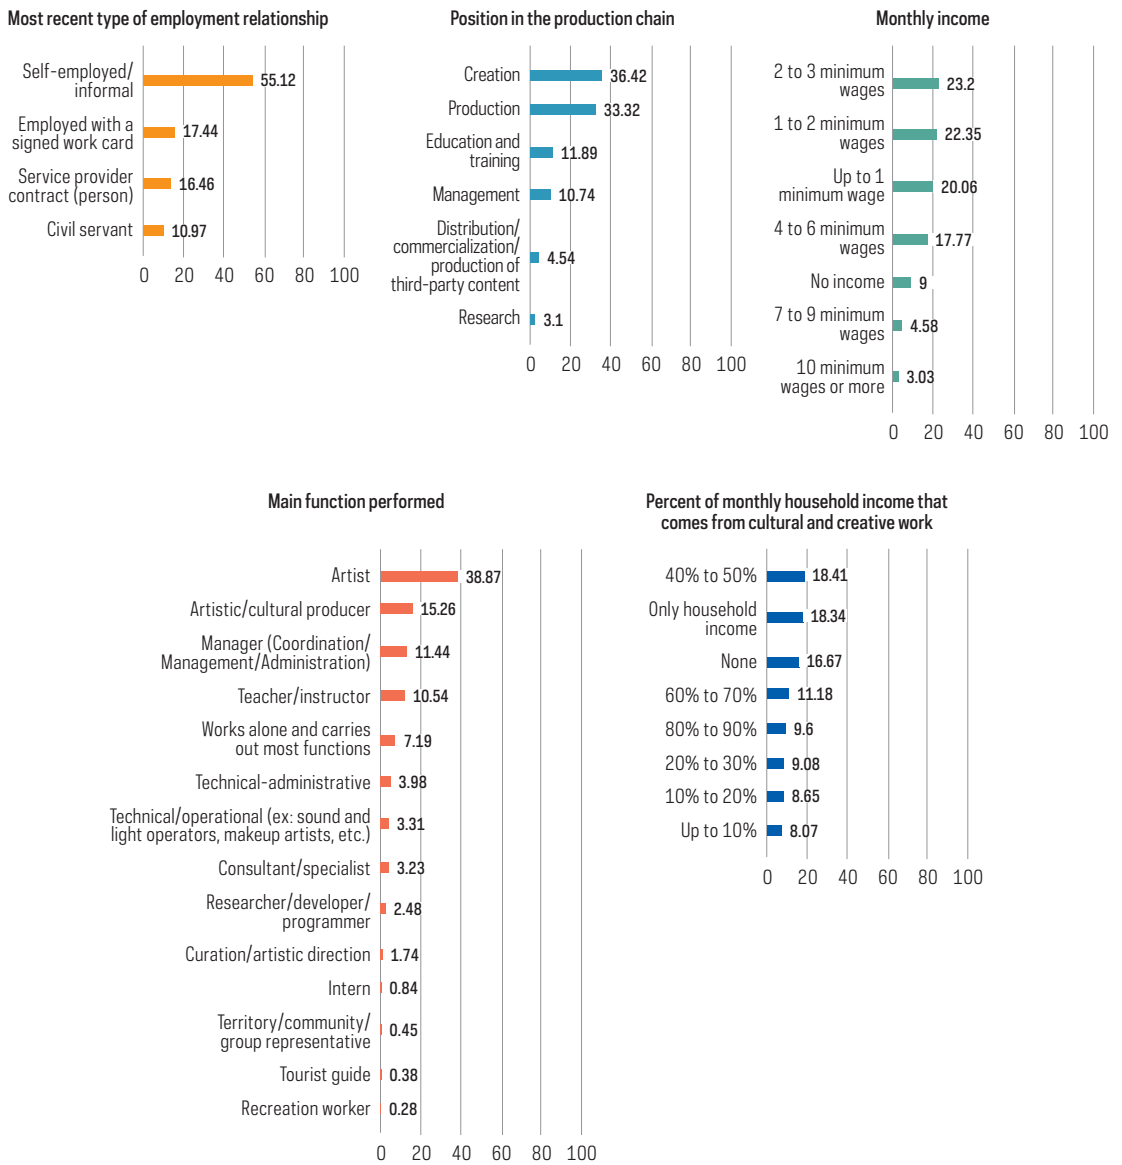 Most recent type of employment relationship
Self-employed/
informal
55.12
Employed with a
signed work card
17.44
Service provider
contract (person)
16.46
Civil servant
10.97
0 20 40 60 80 100
Position in the production chain
Creation
36.42
Production
33.32
Education and
training
11.89
Management
10.74
Distribution/
commercialization/
production of
third-party content
4.54
Research
3.1
0 20 40 60 80 100
Monthly income
2 to 3 minimum
wages
23.2
1 to 2 minimum
wages
22.35
Up to 1
minimum wage
20.06
4 to 6 minimum
wages
17.77
No income
9
7 to 9 minimum
wages
4.58
10 minimum
wages or more
3.03
0 20 40 60 80 100
Main function performed
Artist
38.87
Artistic/cultural producer
15.26
Manager (Coordination/
Management/Administration)
11.44
Teacher/instructor
10.54
Works alone and carries
out most functions
7.19
Technical-administrative
3.98
Technical/operational (ex: sound and
light operators, makeup artists, etc.)
3.31
Consultant/specialist
3.23
Researcher/developer/
programmer
2.48
Curation/artistic direction
1.74
Intern
0.84
Territory/community/
group representative
0.45
Tourist guide
0.38
Recreation worker
0.28
0 20 40 60 80 100
Percent of monthly household income that
comes from cultural and creative work
40% to 50%
18.41
Only household
income
18.34
None
16.67
60% to 70%
11.18
80% to 90%
9.6
20% to 30%
9.08
10% to 20%
8.65
Up to 10%
8.07
0 20 40 60 80 100